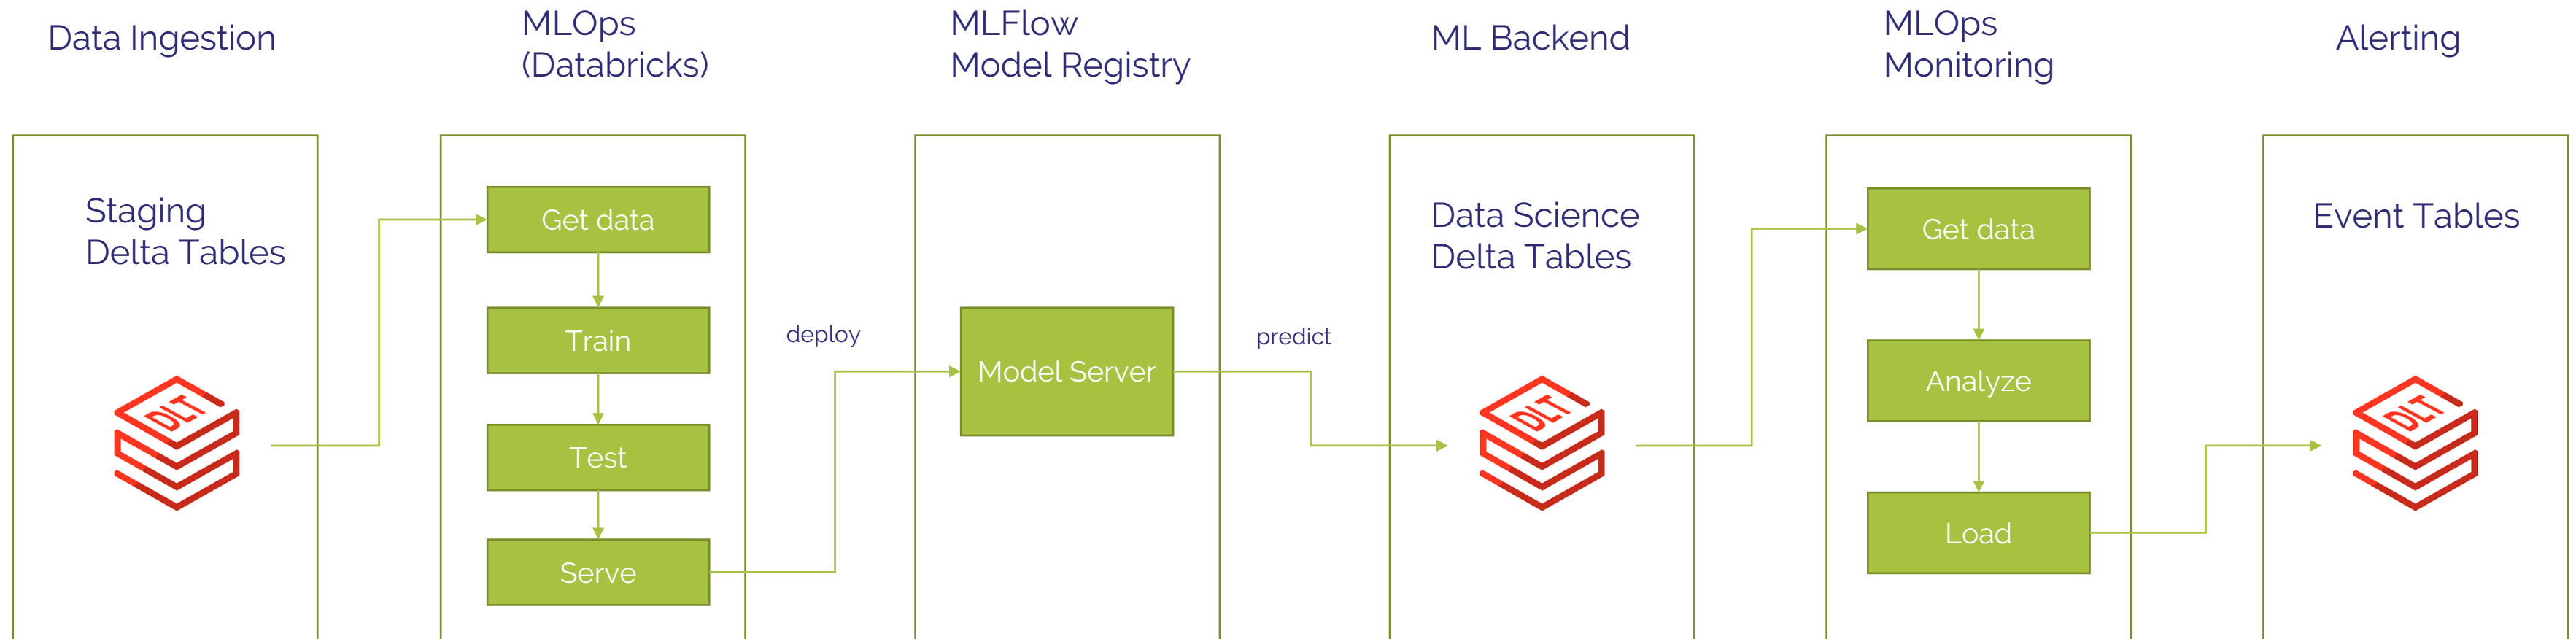 Data Ingestion
MLOps
(Databricks)
MLFlow
Model Registry
ML Backend
MLOps
Monitoring
Alerting
Staging
Delta Tables
DLT
Get data
Train
Test
Serve
deploy
Model Server
predict
Data Science
Delta Tables
DLT
Get data
Analyze
Load
Event Tables
DLT